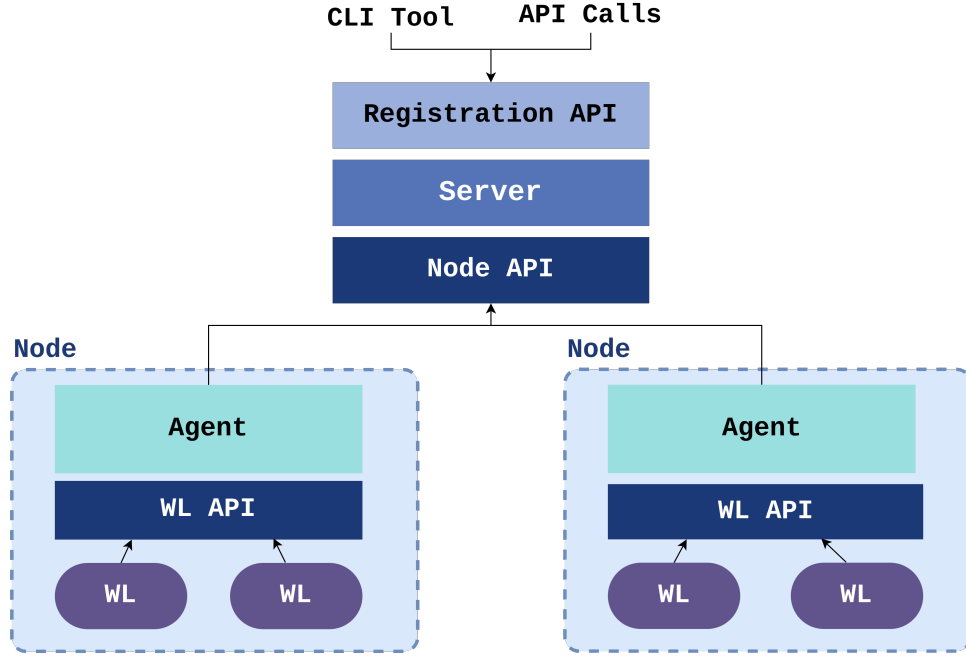 CLI Tool
API Calls
Registration API
Server
Node API
Node
Node
Agent
Agent
WL API
WL API
WL
WL
WL
WL